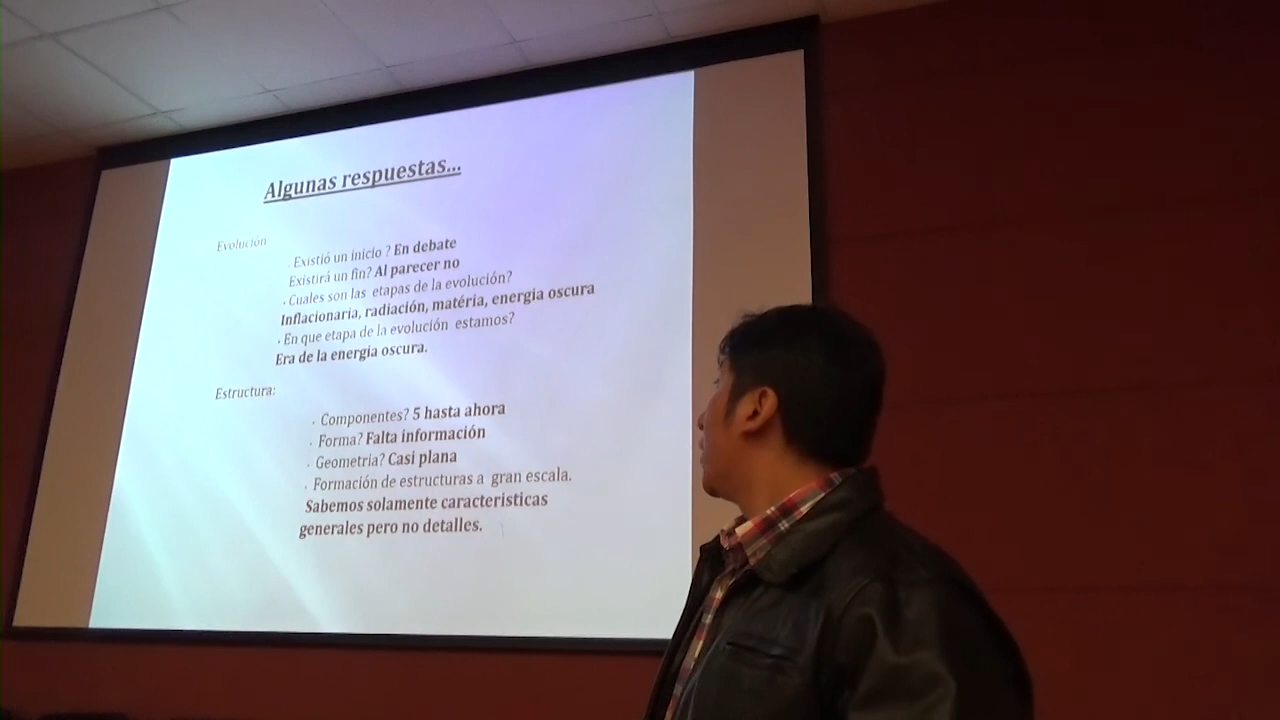 Algunas respuestas...
Evolución
. Existió un inicio ? En debate
Existirá un fin? Al parecer no
. Cuales son las etapas de la evolución?
Inflacionaria, radiación, matéria, energia oscura
. En que etapa de la evolución estamos?
Era de la energia oscura.
Estructura:
. Componentes? 5 hasta ahora
. Forma? Falta información
. Geometria? Casi plana
. Formación de estructuras a gran escala.
Sabemos solamente caracteristicas
generales pero no detalles.